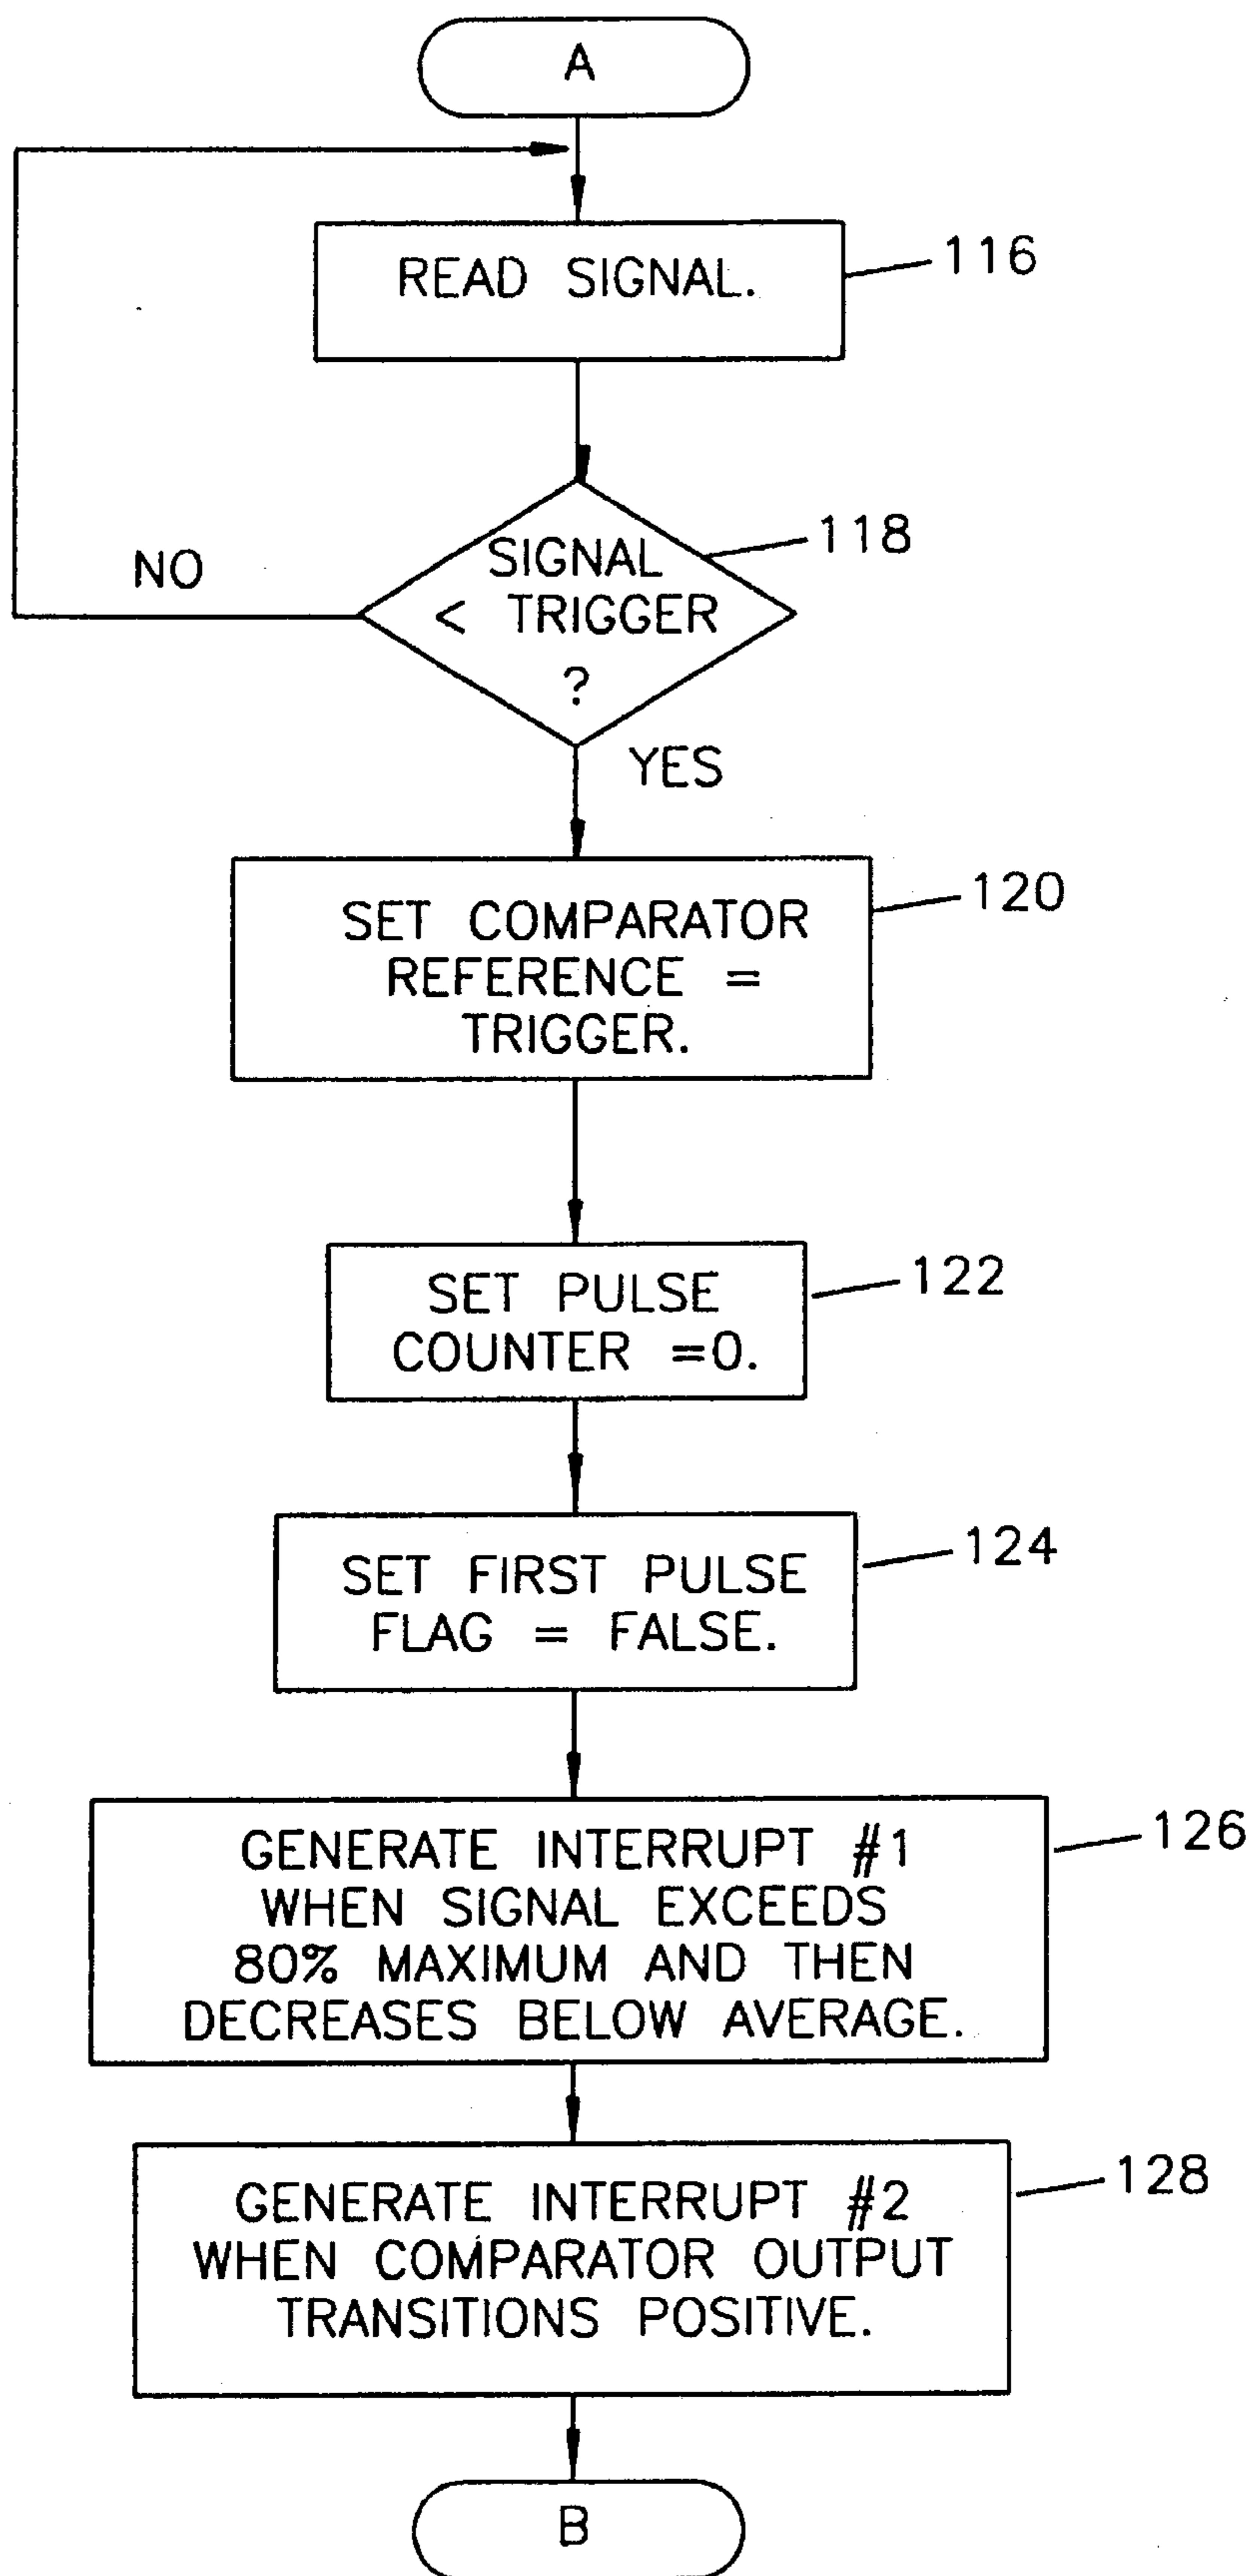 A
READ SIGNAL.
116
SIGNAL
< TRIGGER
?
118
NO
YES
SET COMPARATOR
REFERENCE =
TRIGGER.
120
SET PULSE
COUNTER =0.
122
SET FIRST PULSE
FLAG = FALSE.
124
GENERATE INTERRUPT #1
WHEN SIGNAL EXCEEDS
80% MAXIMUM AND THEN
DECREASES BELOW AVERAGE.
126
GENERATE INTERRUPT #2
WHEN COMPARATOR OUTPUT
TRANSITIONS POSITIVE.
128
B